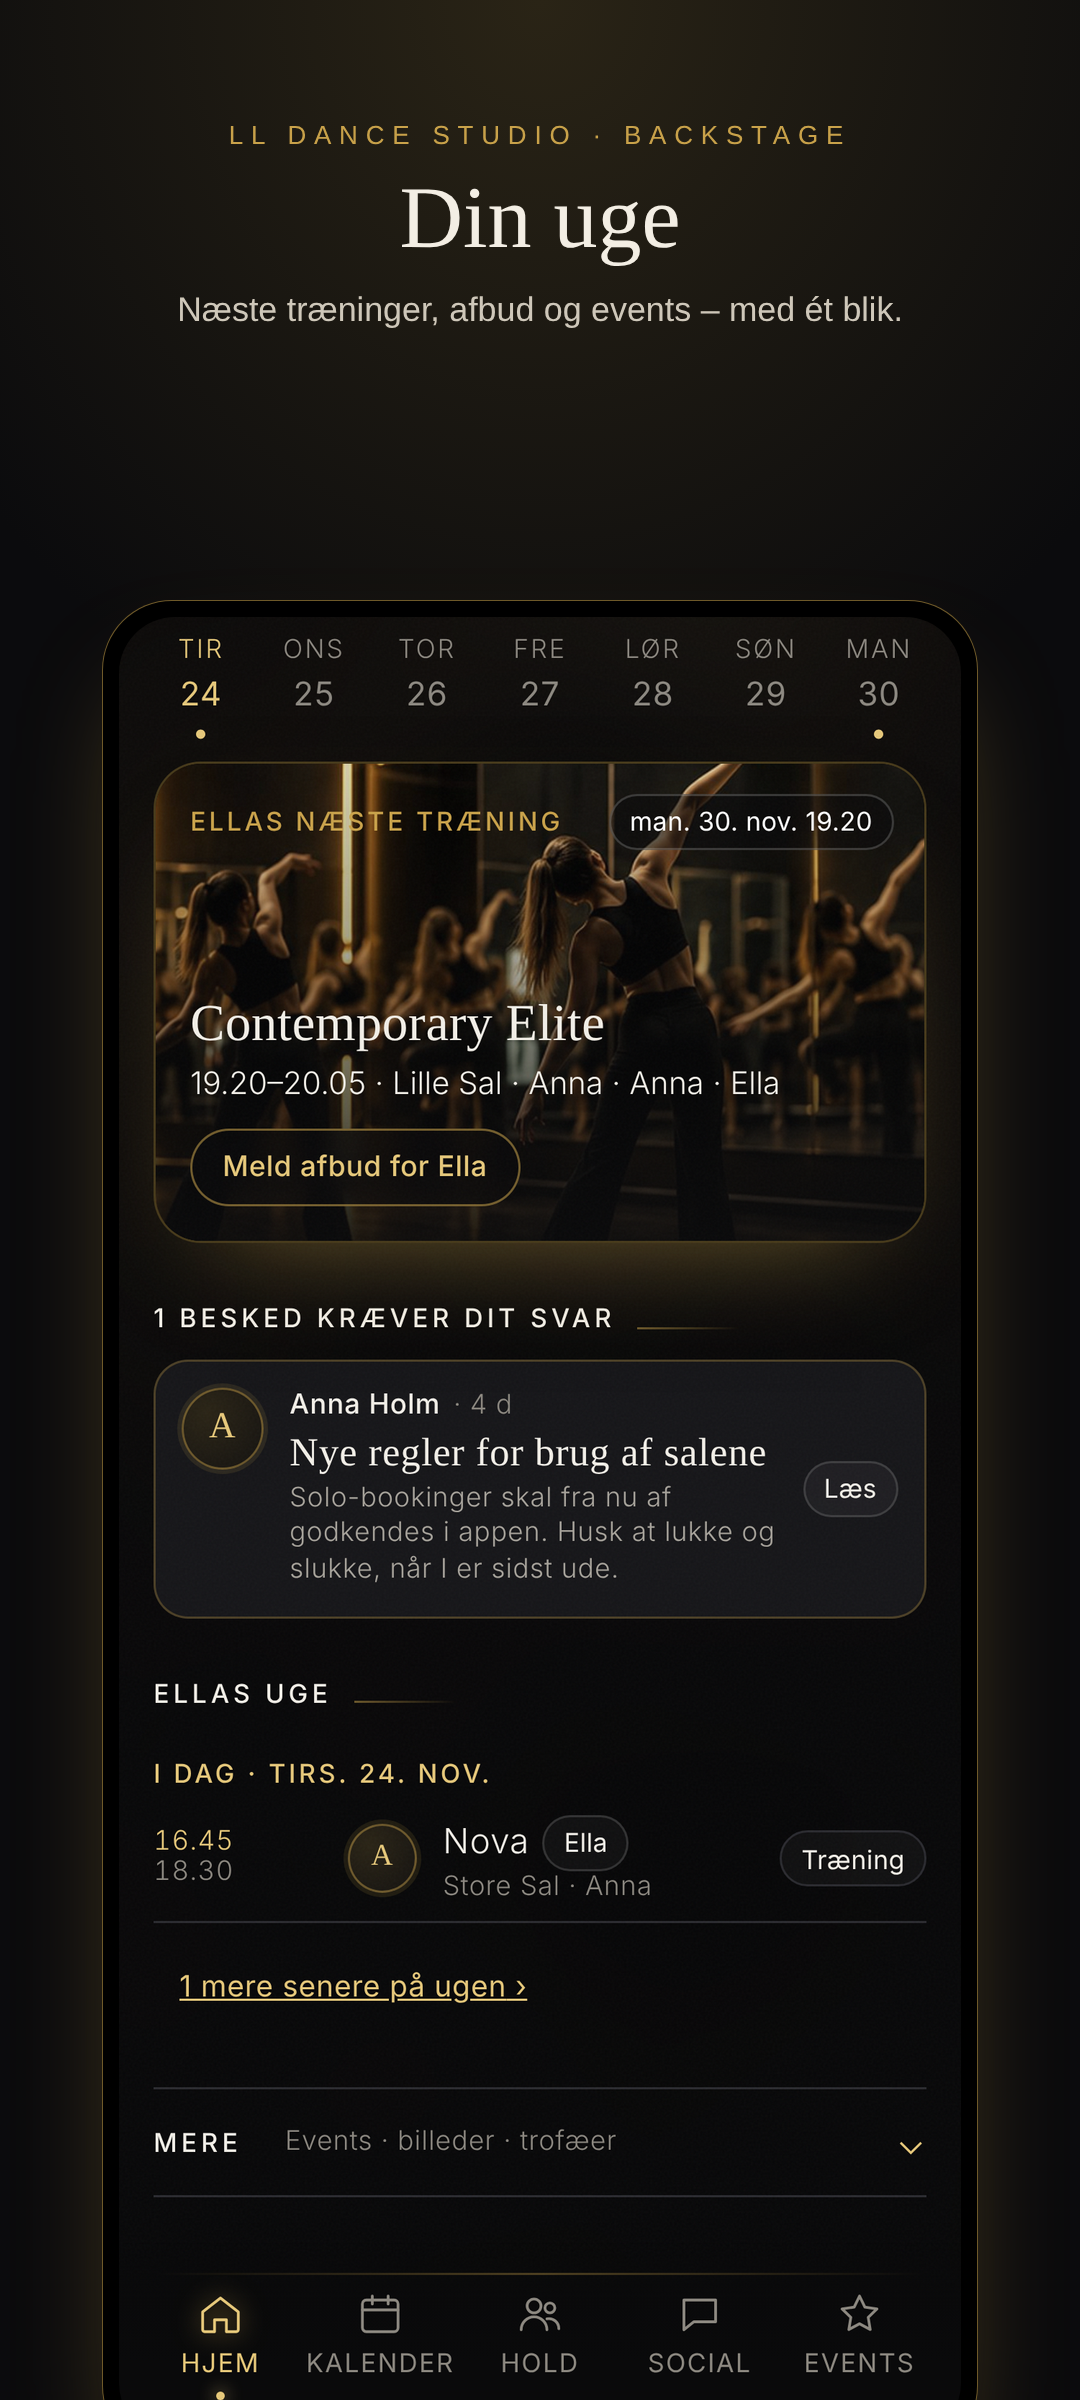 LL DANCE STUDIO · BACKSTAGE
Din uge
Næste træninger, afbud og events – med ét blik.
TIR ONS TOR FRE LØR SØN MAN
24 25 26 27 28 29 30
ELLAS NÆSTE TRÆNING man. 30. nov. 19.20
Contemporary Elite
19.20–20.05 · Lille Sal · Anna · Anna · Ella
Meld afbud for Ella
1 BESKED KRÆVER DIT SVAR
A
Anna Holm · 4 d
Nye regler for brug af salene
Solo-bookinger skal fra nu af
godkendes i appen. Husk at lukke og
slukke, når I er sidst ude.
Læs
ELLAS UGE
I DAG · TIRS. 24. NOV.
16.45
18.30
A
Nova Ella
Store Sal · Anna
Træning
1 mere senere på ugen ›
MERE Events · billeder · trofæer
HJEM KALENDER HOLD SOCIAL EVENTS